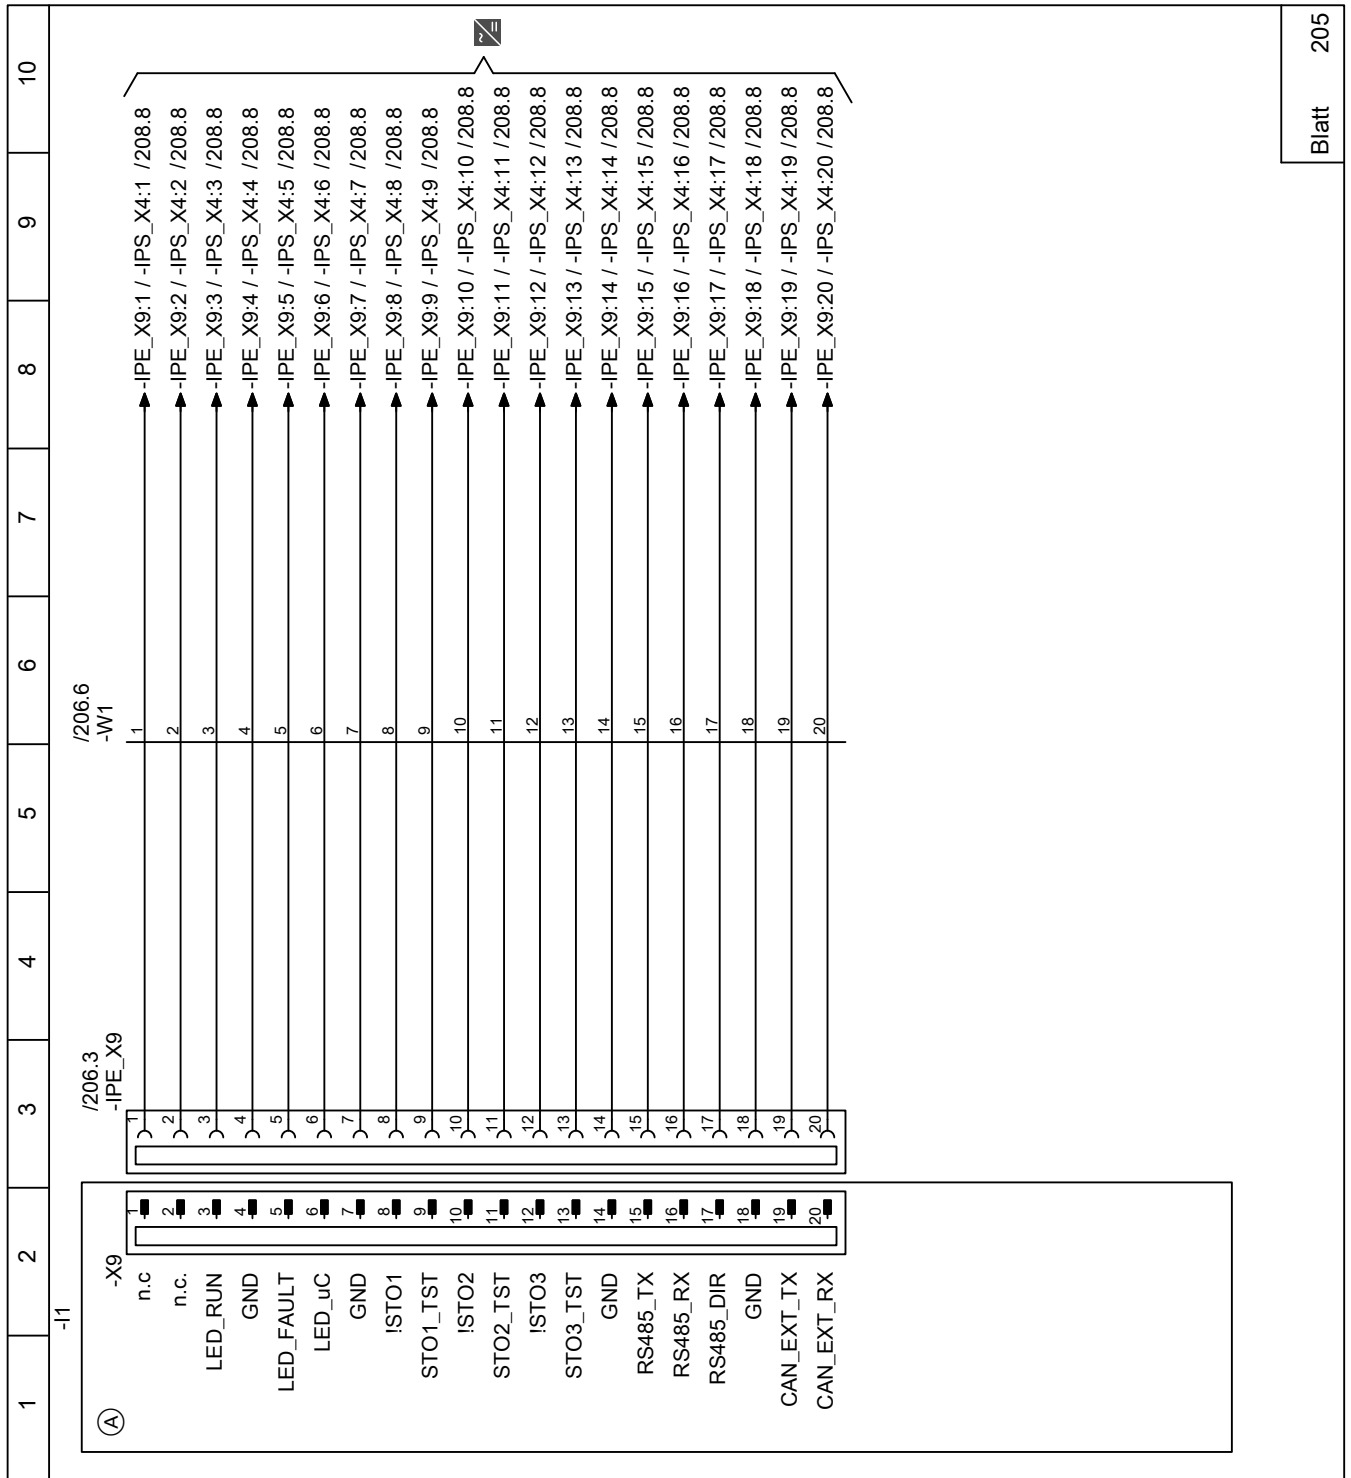 1 2 3 4 5 6 7 8 9 10
-I1
A
-X9
/206.3
-IPE_X9
/206.6
-W1
n.c 1 1 1 -IPE_X9:1 / -IPS_X4:1 /208.8
n.c. 2 2 2 -IPE_X9:2 / -IPS_X4:2 /208.8
LED_RUN 3 3 3 -IPE_X9:3 / -IPS_X4:3 /208.8
GND 4 4 4 -IPE_X9:4 / -IPS_X4:4 /208.8
LED_FAULT 5 5 5 -IPE_X9:5 / -IPS_X4:5 /208.8
LED_uC 6 6 6 -IPE_X9:6 / -IPS_X4:6 /208.8
GND 7 7 7 -IPE_X9:7 / -IPS_X4:7 /208.8
!STO1 8 8 8 -IPE_X9:8 / -IPS_X4:8 /208.8
STO1_TST 9 9 9 -IPE_X9:9 / -IPS_X4:9 /208.8
!STO2 10 10 10 -IPE_X9:10 / -IPS_X4:10 /208.8
STO2_TST 11 11 11 -IPE_X9:11 / -IPS_X4:11 /208.8
!STO3 12 12 12 -IPE_X9:12 / -IPS_X4:12 /208.8
STO3_TST 13 13 13 -IPE_X9:13 / -IPS_X4:13 /208.8
GND 14 14 14 -IPE_X9:14 / -IPS_X4:14 /208.8
RS485_TX 15 15 15 -IPE_X9:15 / -IPS_X4:15 /208.8
RS485_RX 16 16 16 -IPE_X9:16 / -IPS_X4:16 /208.8
RS485_DIR 17 17 17 -IPE_X9:17 / -IPS_X4:17 /208.8
GND 18 18 18 -IPE_X9:18 / -IPS_X4:18 /208.8
CAN_EXT_TX 19 19 19 -IPE_X9:19 / -IPS_X4:19 /208.8
CAN_EXT_RX 20 20 20 -IPE_X9:20 / -IPS_X4:20 /208.8
Blatt 205